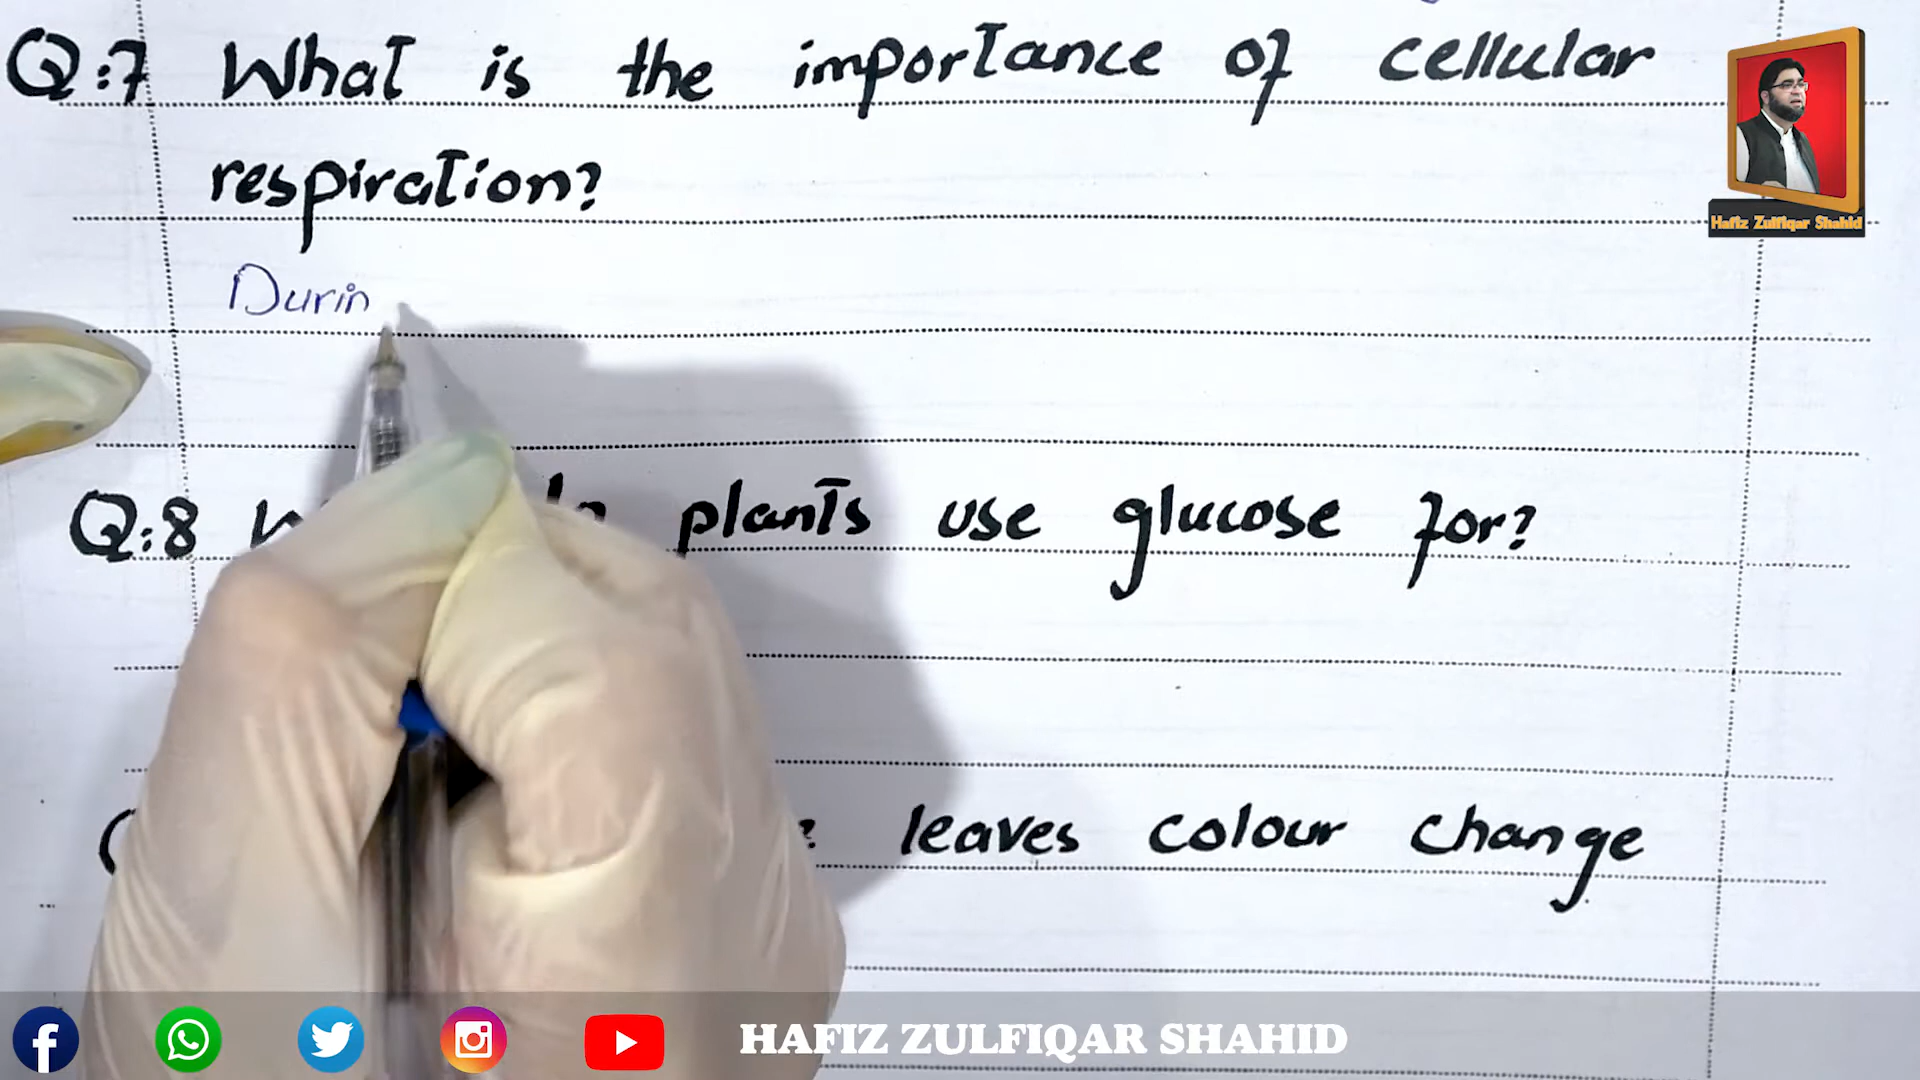 Q:7 What is the importance of cellular
respiration?
Durin
Hafiz Zulfiqar Shahid
Q:8 plants use glucose for?
leaves colour change
HAFIZ ZULFIQAR SHAHID